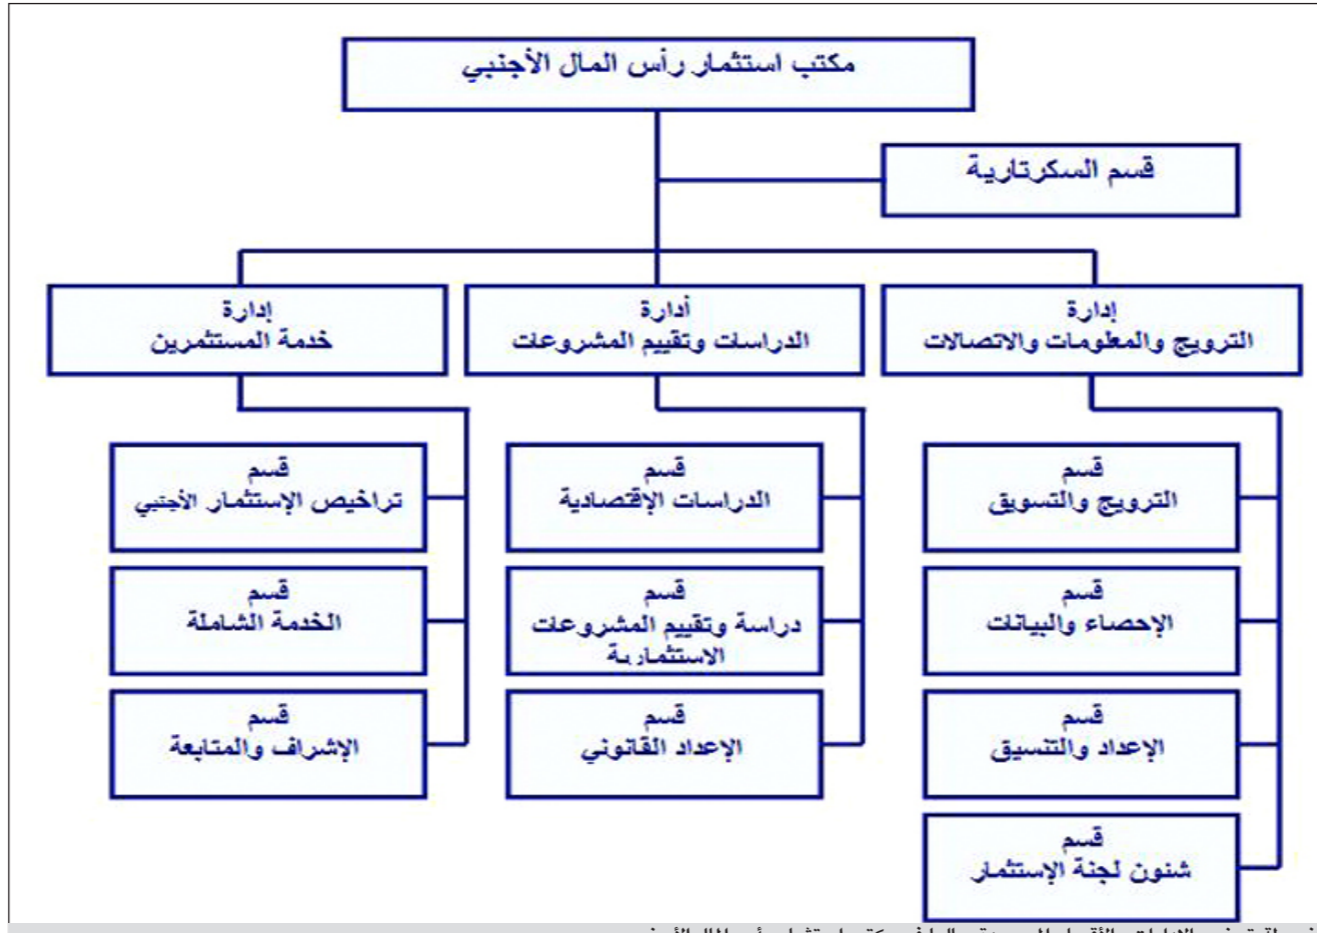 مكتب استثمار رأس المال الأجنبي
قسم السكرتارية
إدارة
الترويج والمعلومات والاتصالات
أدارة
الدراسات وتقييم المشروعات
إدارة
خدمة المستثمرين
قسم
الترويج والتسويق
قسم
الإحصاء والبيانات
قسم
الإعداد والتنسيق
قسم
شئون لجنة الإستثمار
قسم
الدراسات الإقتصادية
قسم
دراسة وتقييم المشروعات
الاستثمارية
قسم
الإعداد القانوني
قسم
تراخيص الإستثمار الأجنبي
قسم
الخدمة الشاملة
قسم
الإشراف والمتابعة